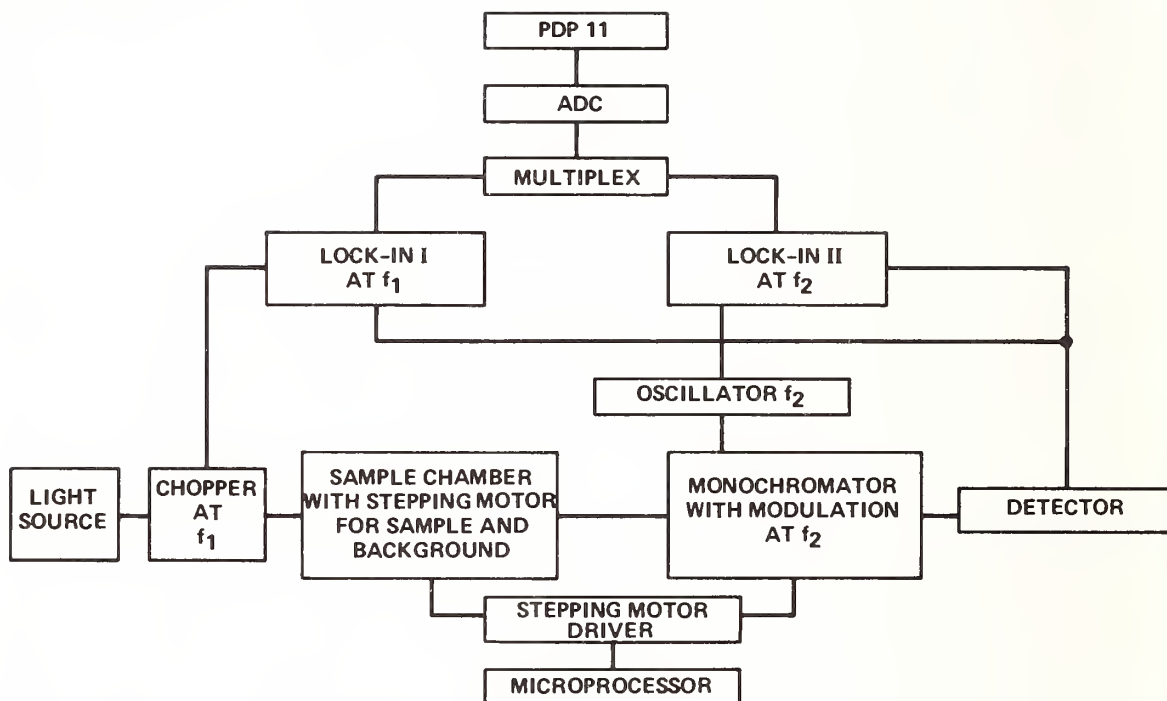 PDP 11
ADC
MULTIPLEX
LOCK-IN I
AT f1
LOCK-IN II
AT f2
OSCILLATOR f2
LIGHT
SOURCE
CHOPPER
AT
f1
SAMPLE CHAMBER
WITH STEPPING MOTOR
FOR SAMPLE AND
BACKGROUND
MONOCHROMATOR
WITH MODULATION
AT f2
DETECTOR
STEPPING MOTOR
DRIVER
MICROPROCESSOR